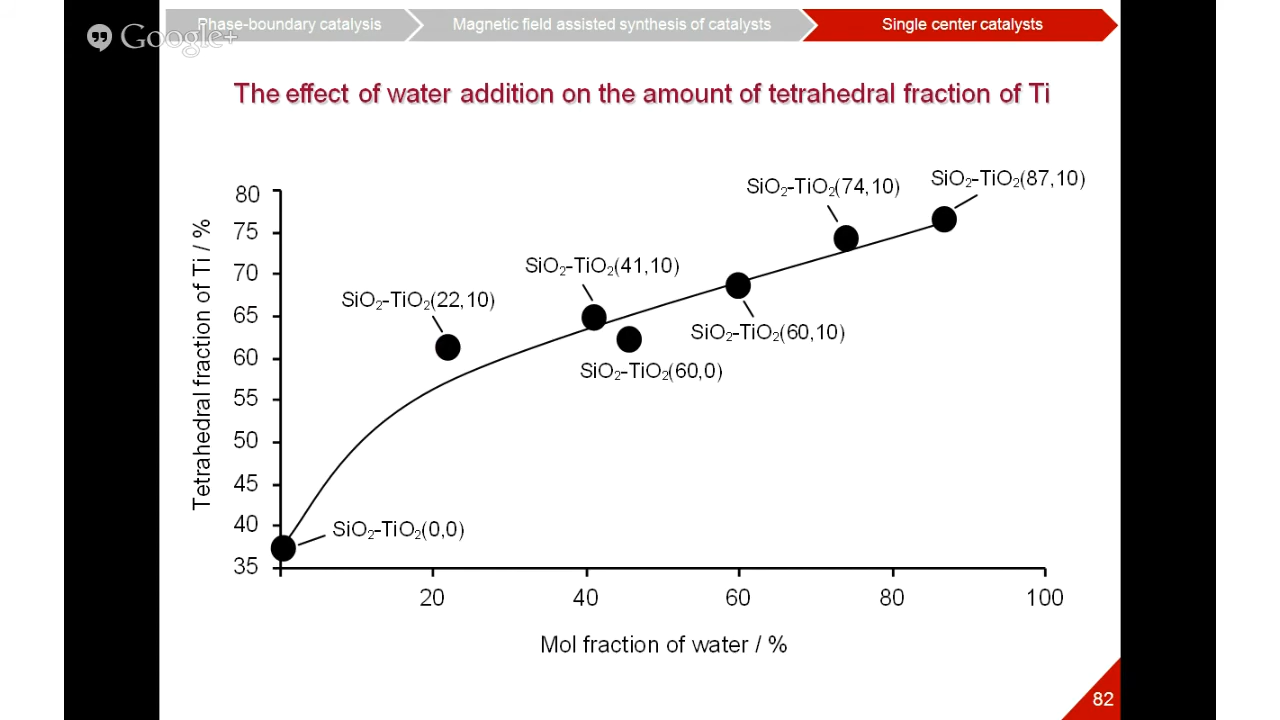 Google+
Phase-boundary catalysis
Magnetic field assisted synthesis of catalysts
Single center catalysts
The effect of water addition on the amount of tetrahedral fraction of Ti
Tetrahedral fraction of Ti / %
80
75
70
65
60
55
50
45
40
35
SiO₂-TiO₂(0,0)
SiO₂-TiO₂(22,10)
SiO₂-TiO₂(41,10)
SiO₂-TiO₂(60,0)
SiO₂-TiO₂(60,10)
SiO₂-TiO₂(74,10)
SiO₂-TiO₂(87,10)
20
40
60
80
100
Mol fraction of water / %
82